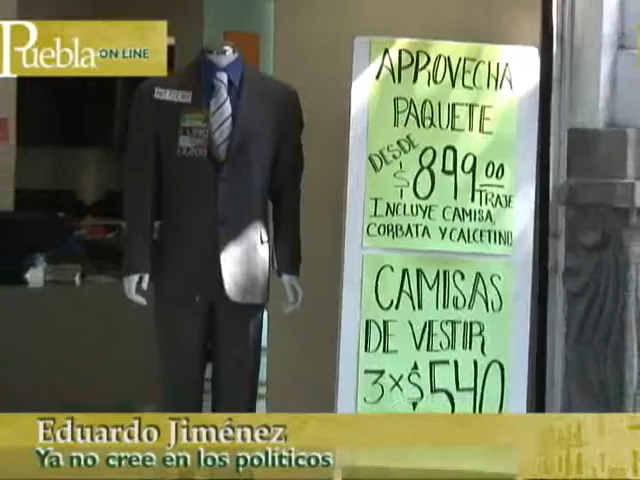 Puebla ON LINE
APROVECHA
PAQUETE
DESDE $899.00
TRAJE
INCLUYE CAMISA,
CORBATA Y CALCETINO
CAMISAS
DE VESTIR
3x$540
Eduardo Jiménez
Ya no cree en los politicos